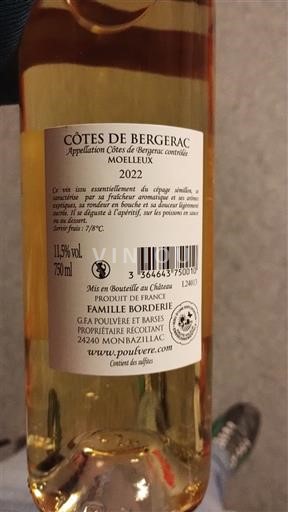 CÔTES DE BERGERAC
Appellation Côtes de Bergerac contrôlée
MOELLEUX
2022
Ce vin issu essentiellement du cépage sémillon, se
caractérise par sa fraîcheur aromatique et ses arômes
exotiques, sa rondeur en bouche et sa douceur légèrement
sucrée. Il se déguste à l'apéritif, sur les poissons en sauce
ou au dessert.
Servir frais : 7/8°C.
11,5% vol.
750 ml
VIN
3 364643 750010
L24013
Mis en Bouteille au Château
PRODUIT DE FRANCE
FAMILLE BORDERIE
G.F.A POULVÈRE ET BARSES
PROPRIÉTAIRE RÉCOLTANT
24240 MONBAZILLAC
www.poulvere.com
Contient des sulfites